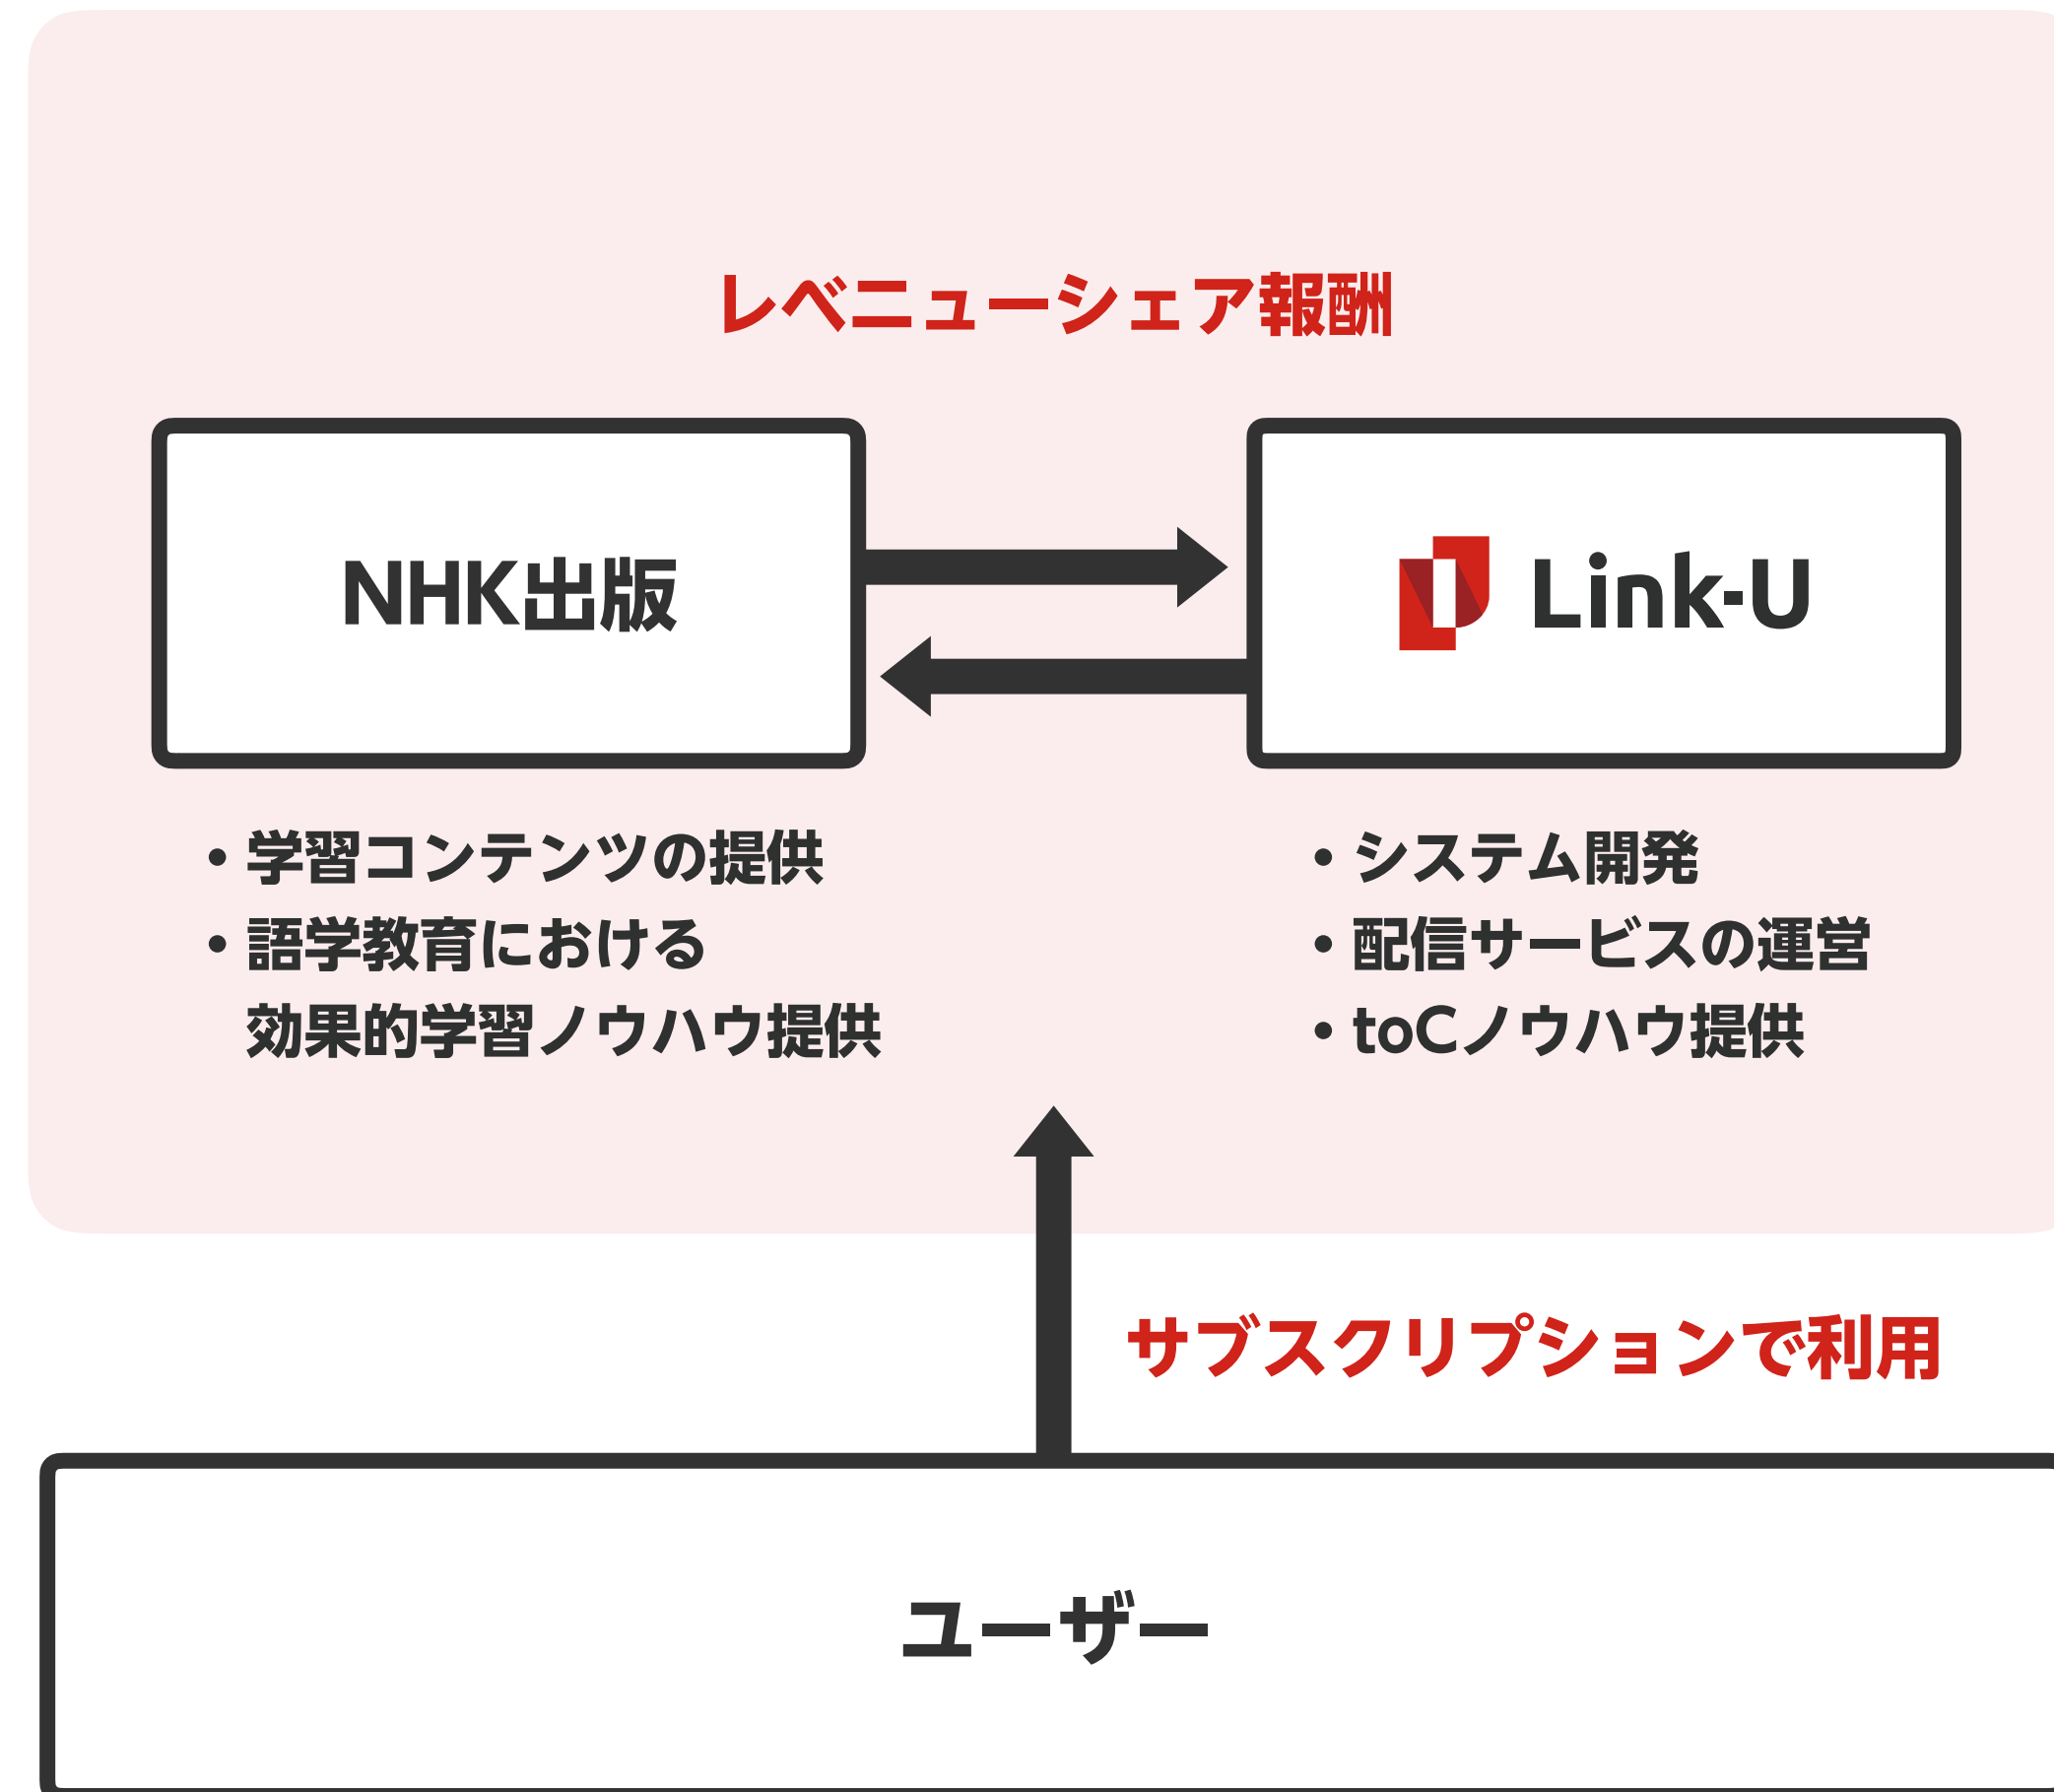 レベニューシェア報酬
NHK出版
Link-U
・学習コンテンツの提供
・語学教育における
効果的学習ノウハウ提供
・システム開発
・配信サービスの運営
・toCノウハウ提供
サブスクリプションで利用
ユーザー